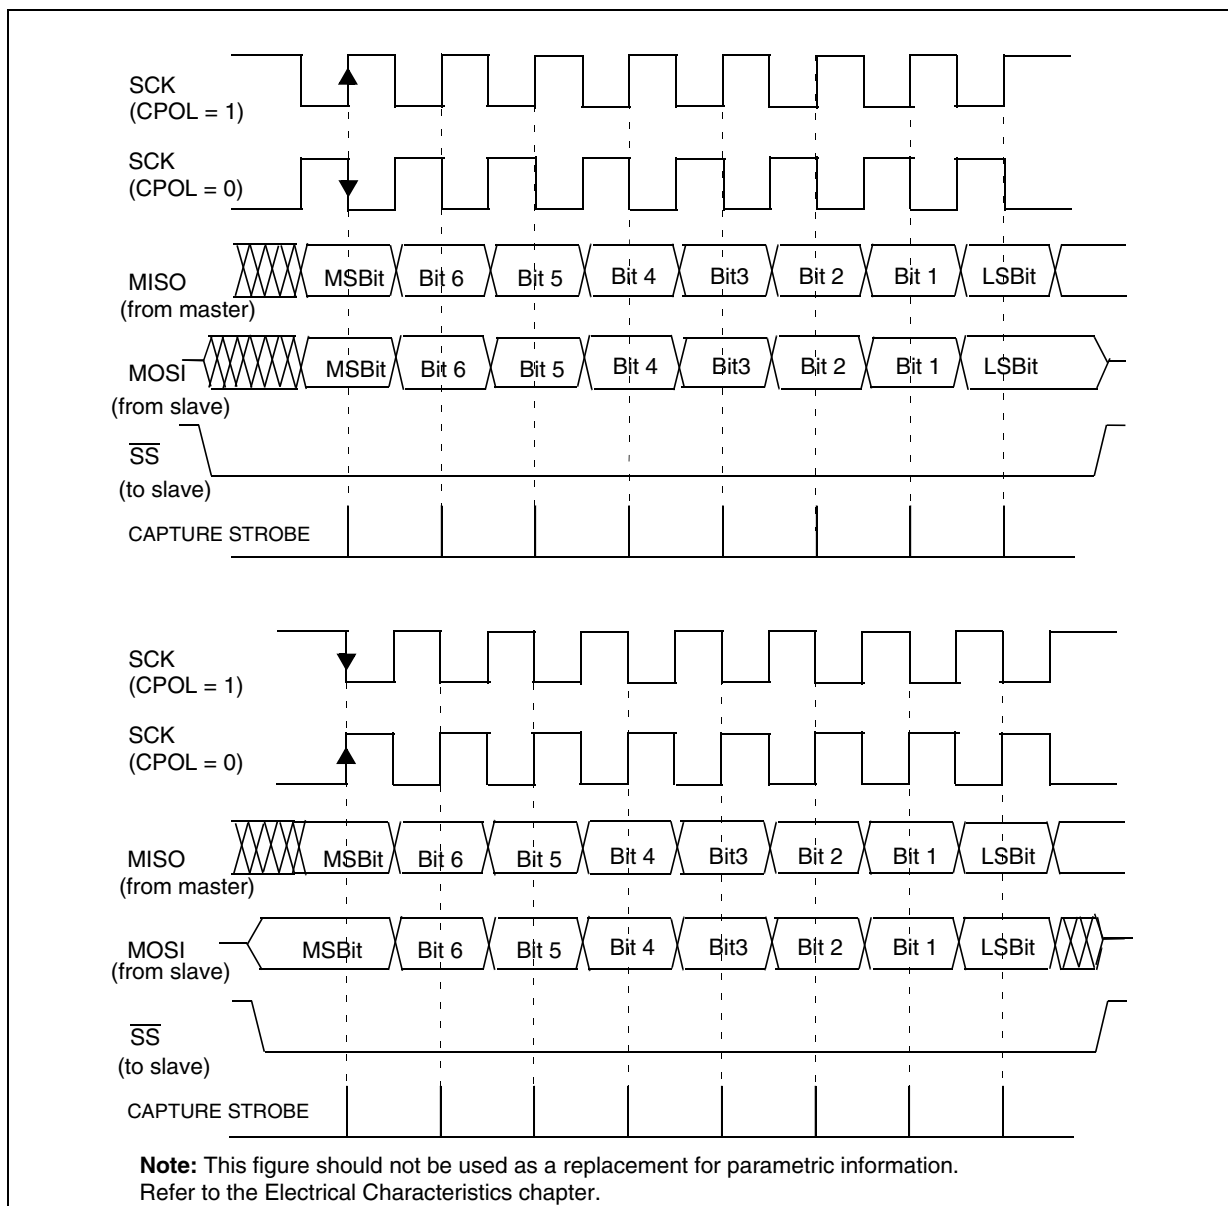 SCK
(CPOL = 1)
SCK
(CPOL = 0)
MISO
(from master)
MSBit Bit 6 Bit 5 Bit 4 Bit3 Bit 2 Bit 1 LSBit
MOSI
(from slave)
MSBit Bit 6 Bit 5 Bit 4 Bit3 Bit 2 Bit 1 LSBit
SS
(to slave)
CAPTURE STROBE
SCK
(CPOL = 1)
SCK
(CPOL = 0)
MISO
(from master)
MSBit Bit 6 Bit 5 Bit 4 Bit3 Bit 2 Bit 1 LSBit
MOSI
(from slave)
MSBit Bit 6 Bit 5 Bit 4 Bit3 Bit 2 Bit 1 LSBit
SS
(to slave)
CAPTURE STROBE
Note: This figure should not be used as a replacement for parametric information.
Refer to the Electrical Characteristics chapter.